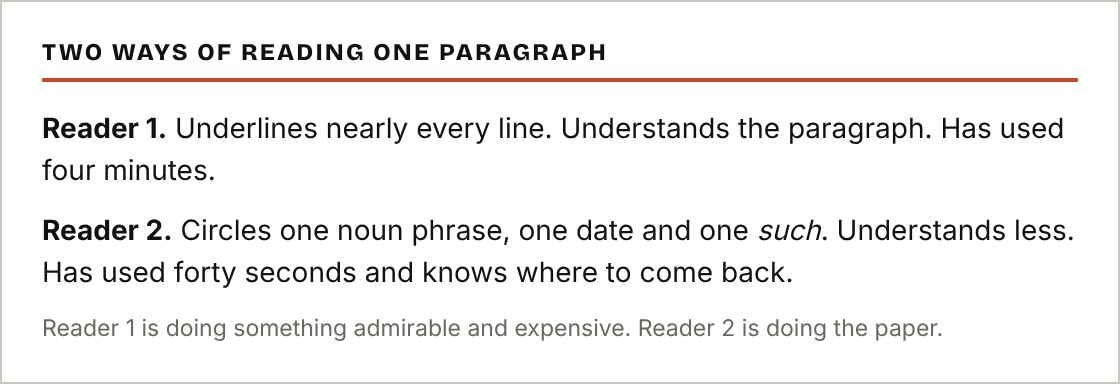 TWO WAYS OF READING ONE PARAGRAPH
Reader 1. Underlines nearly every line. Understands the paragraph. Has used
four minutes.
Reader 2. Circles one noun phrase, one date and one such. Understands less.
Has used forty seconds and knows where to come back.
Reader 1 is doing something admirable and expensive. Reader 2 is doing the paper.